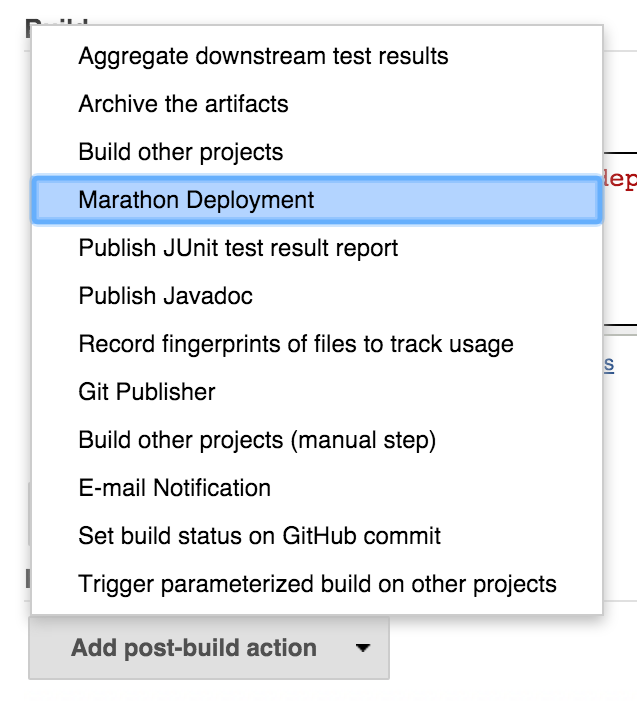 Aggregate downstream test results
Archive the artifacts
Build other projects
Marathon Deployment
Publish JUnit test result report
Publish Javadoc
Record fingerprints of files to track usage
Git Publisher
Build other projects (manual step)
E-mail Notification
Set build status on GitHub commit
Trigger parameterized build on other projects
Add post-build action